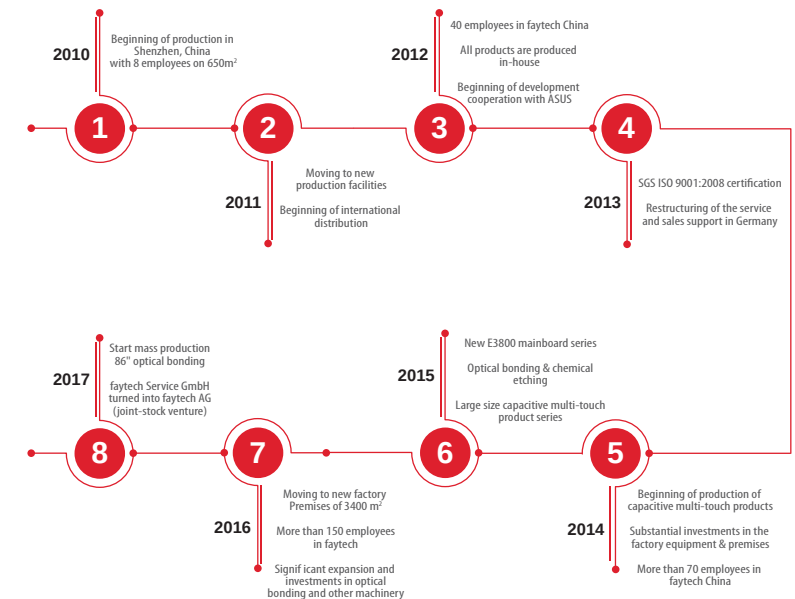 2010
Beginning of production in
Shenzhen, China
with 8 employees on 650m²
1
2
2011
Moving to new
production facilities
Beginning of international
distribution
2012
40 employees in faytech China
All products are produced
in-house
Beginning of development
cooperation with ASUS
3
4
2013
SGS ISO 9001:2008 certification
Restructuring of the service
and sales support in Germany
5
2014
Beginning of production of
capacitive multi-touch products
Substantial investments in the
factory equipment & premises
More than 70 employees in
faytech China
2015
New E3800 mainboard series
Optical bonding & chemical
etching
Large size capacitive multi-touch
product series
6
7
2016
Moving to new factory
Premises of 3400 m²
More than 150 employees
in faytech
Signif icant expansion and
investments in optical
bonding and other machinery
2017
Start mass production
86" optical bonding
faytech Service GmbH
turned into faytech AG
(joint-stock venture)
8